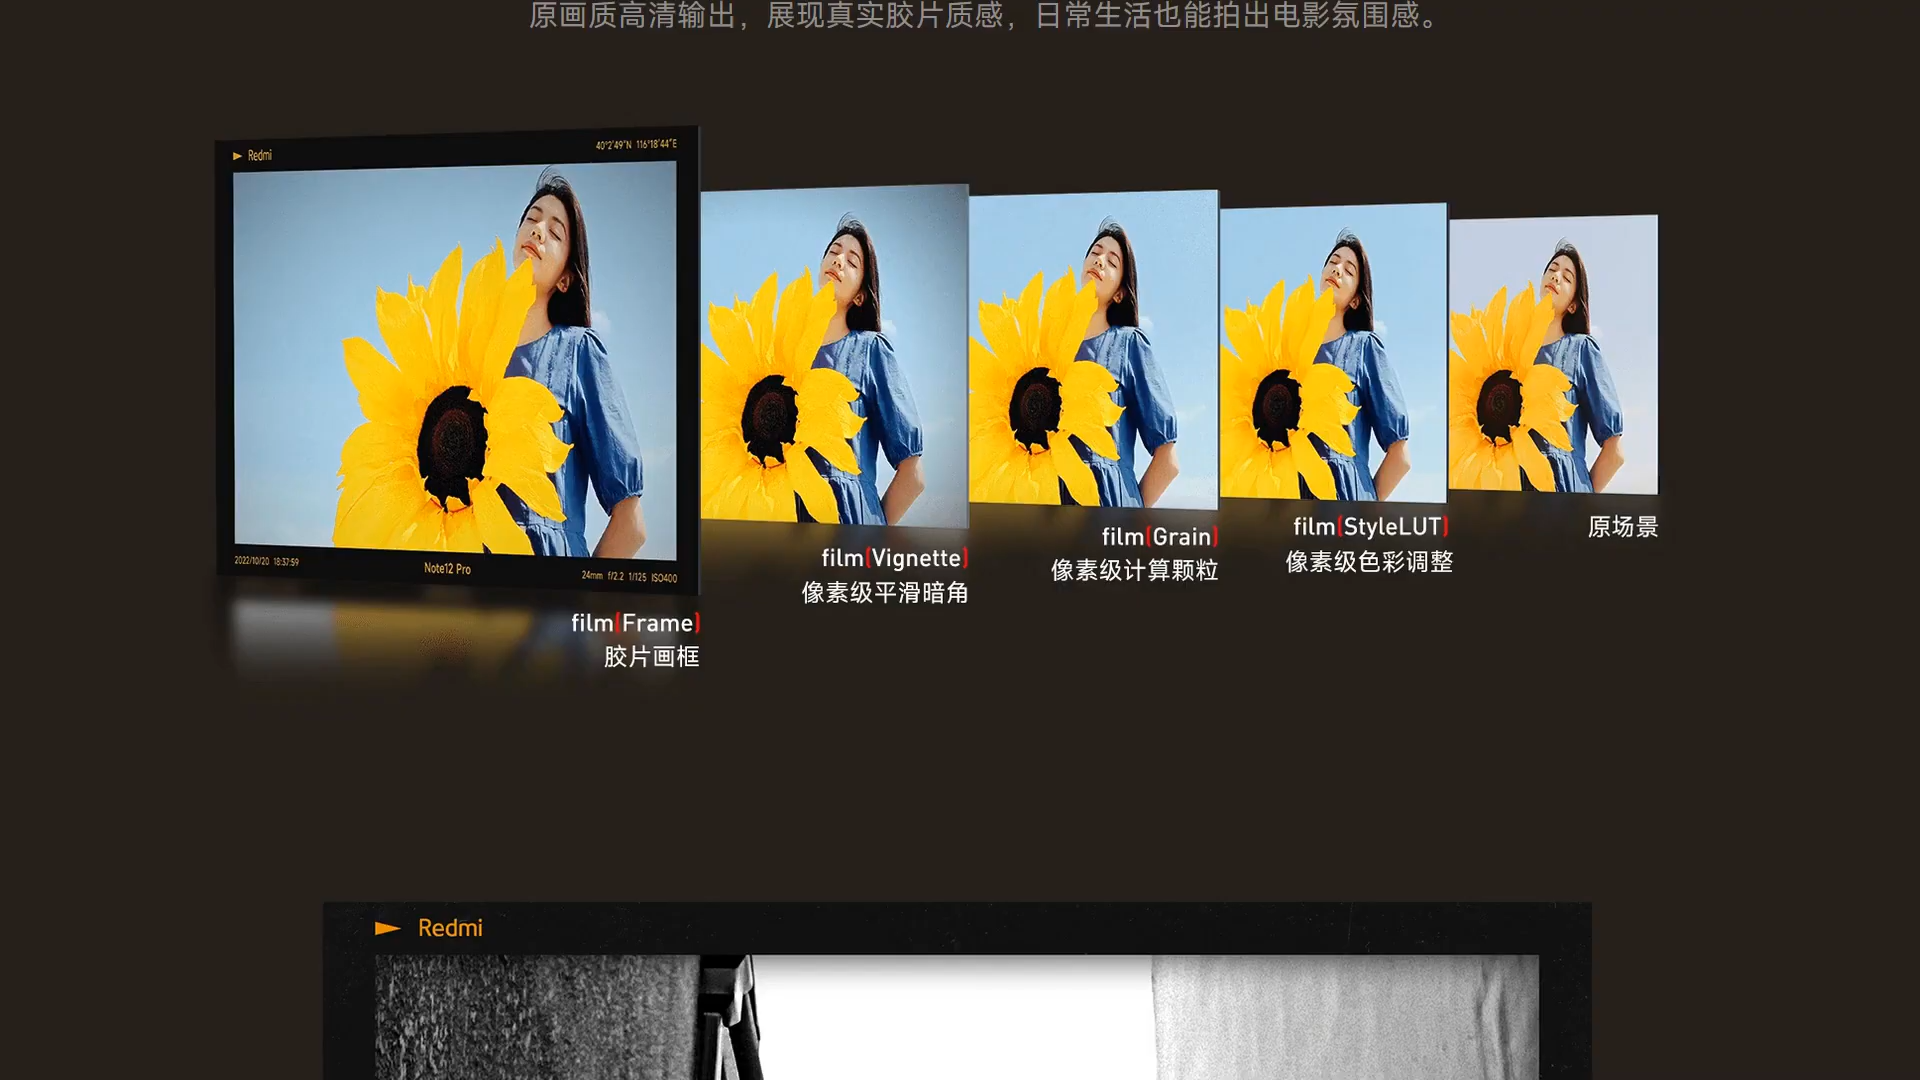 原画质高清输出，展现真实胶片质感，日常生活也能拍出电影氛围感。
Redmi
40°2'49"N 116°18'44"E
2022/10/20 18:37:59
Note12 Pro
24mm f/2.2 1/125 ISO400
film(Frame)
胶片画框
film(Vignette)
像素级平滑暗角
film(Grain)
像素级计算颗粒
film(StyleLUT)
像素级色彩调整
原场景
Redmi